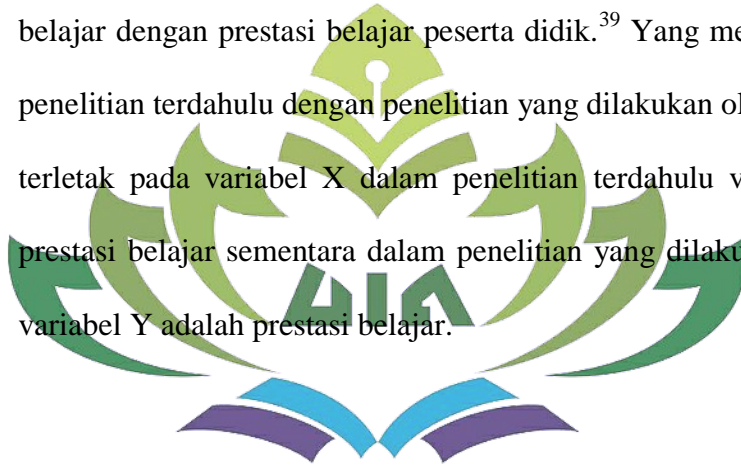 belajar dengan prestasi belajar peserta didik.39 Yang me
penelitian terdahulu dengan penelitian yang dilakukan ol
terletak pada variabel X dalam penelitian terdahulu v
prestasi belajar sementara dalam penelitian yang dilaku
UIN
variabel Y adalah prestasi belajar.